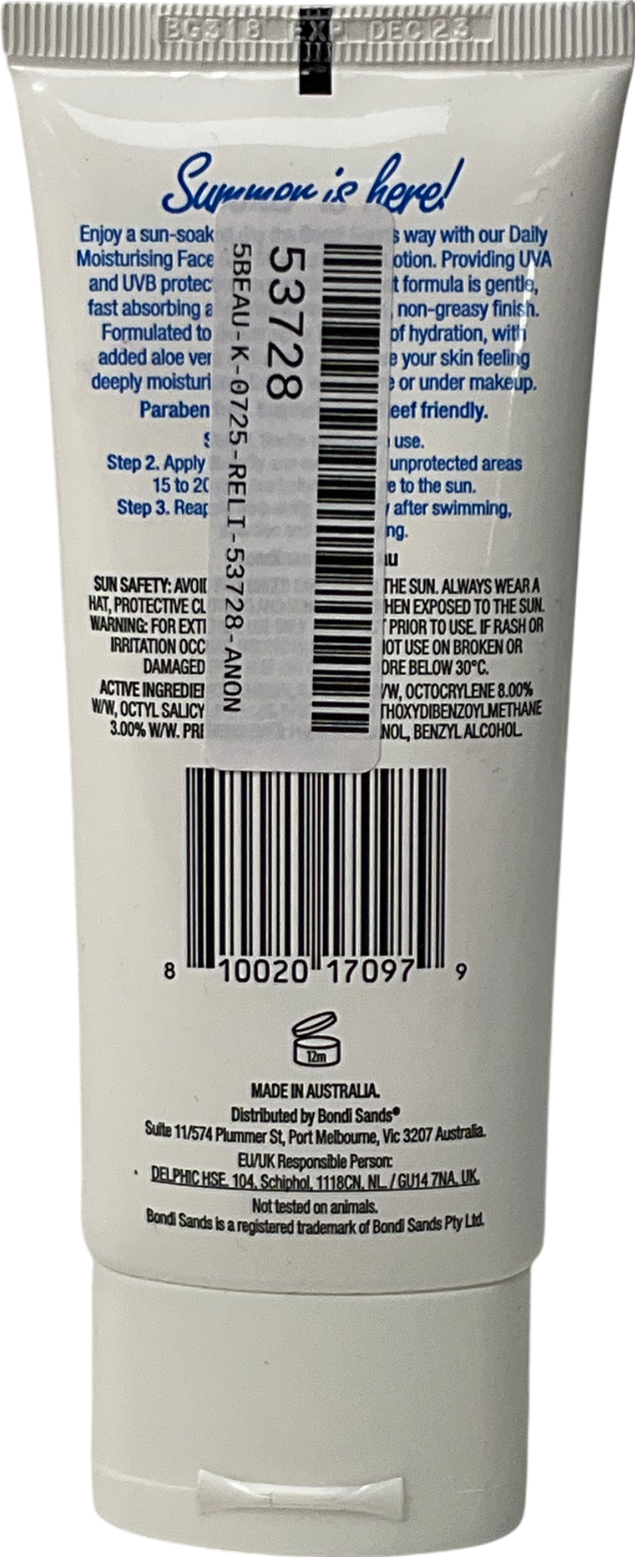 BG318 EXP DEC 23
Summer is here!
Enjoy a sun-soak s way with our Daily
Moisturising Face otion. Providing UVA
and UVB protec t formula is gentle,
fast absorbing a , non-greasy finish.
Formulated to of hydration, with
added aloe ver e your skin feeling
deeply moisturi e or under makeup.
Paraben eef friendly.
S use.
Step 2. Apply unprotected areas
15 to 20 e to the sun.
Step 3. Reap y after swimming,
ng.
au
SUN SAFETY: AVOID THE SUN. ALWAYS WEAR A
HAT, PROTECTIVE CL HEN EXPOSED TO THE SUN.
WARNING: FOR EXTE T PRIOR TO USE. IF RASH OR
IRRITATION OCC NOT USE ON BROKEN OR
DAMAGED ORE BELOW 30°C.
ACTIVE INGREDIEN /W, OCTOCRYLENE 8.00%
W/W, OCTYL SALICY THOXYDIBENZOYLMETHANE
3.00% W/W. PRE NOL, BENZYL ALCOHOL.
53728
5BEAU-K-0725-RELI-53728-ANON
8 10020 17097 9
12m
MADE IN AUSTRALIA.
Distributed by Bondi Sands®
Suite 11/574 Plummer St, Port Melbourne, Vic 3207 Australia.
EU/UK Responsible Person:
DELPHIC HSE, 104, Schiphol, 1118CN, NL. / GU14 7NA, UK.
Not tested on animals.
Bondi Sands is a registered trademark of Bondi Sands Pty Ltd.